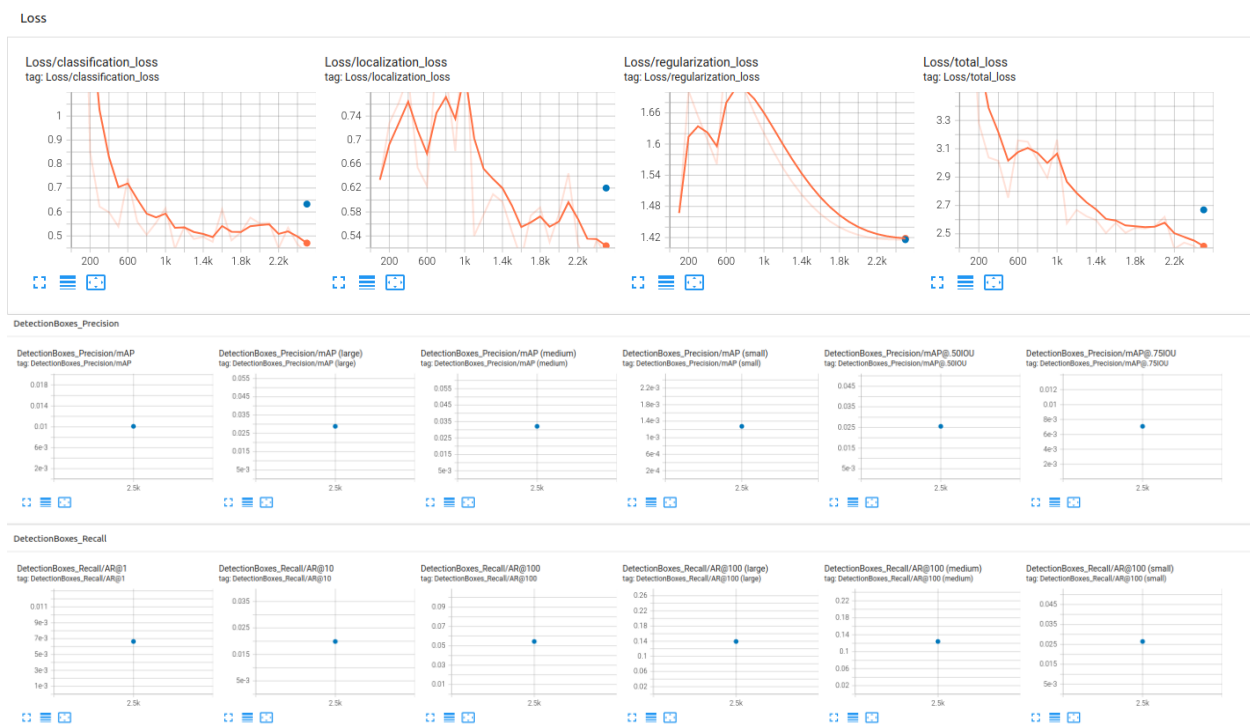 Loss
Loss/classification_loss
tag: Loss/classification_loss
1
0.9
0.8
0.7
0.6
0.5
200 600 1k 1.4k 1.8k 2.2k
Loss/localization_loss
tag: Loss/localization_loss
0.74
0.7
0.66
0.62
0.58
0.54
200 600 1k 1.4k 1.8k 2.2k
Loss/regularization_loss
tag: Loss/regularization_loss
1.66
1.6
1.54
1.48
1.42
200 600 1k 1.4k 1.8k 2.2k
Loss/total_loss
tag: Loss/total_loss
3.3
3.1
2.9
2.7
2.5
200 600 1k 1.4k 1.8k 2.2k
DetectionBoxes_Precision
DetectionBoxes_Precision/mAP
tag: DetectionBoxes_Precision/mAP
0.018
0.014
0.01
6e-3
2e-3
2.5k
DetectionBoxes_Precision/mAP (large)
tag: DetectionBoxes_Precision/mAP (large)
0.055
0.045
0.035
0.025
0.015
5e-3
2.5k
DetectionBoxes_Precision/mAP (medium)
tag: DetectionBoxes_Precision/mAP (medium)
0.055
0.045
0.035
0.025
0.015
5e-3
2.5k
DetectionBoxes_Precision/mAP (small)
tag: DetectionBoxes_Precision/mAP (small)
2.2e-3
1.8e-3
1.4e-3
1e-3
6e-4
2e-4
2.5k
DetectionBoxes_Precision/mAP@.50IOU
tag: DetectionBoxes_Precision/mAP@.50IOU
0.045
0.035
0.025
0.015
5e-3
2.5k
DetectionBoxes_Precision/mAP@.75IOU
tag: DetectionBoxes_Precision/mAP@.75IOU
0.012
0.01
8e-3
6e-3
4e-3
2e-3
2.5k
DetectionBoxes_Recall
DetectionBoxes_Recall/AR@1
tag: DetectionBoxes_Recall/AR@1
0.011
9e-3
7e-3
5e-3
3e-3
1e-3
2.5k
DetectionBoxes_Recall/AR@10
tag: DetectionBoxes_Recall/AR@10
0.035
0.025
0.015
5e-3
2.5k
DetectionBoxes_Recall/AR@100
tag: DetectionBoxes_Recall/AR@100
0.09
0.07
0.05
0.03
0.01
2.5k
DetectionBoxes_Recall/AR@100 (large)
tag: DetectionBoxes_Recall/AR@100 (large)
0.26
0.22
0.18
0.14
0.1
0.06
0.02
2.5k
DetectionBoxes_Recall/AR@100 (medium)
tag: DetectionBoxes_Recall/AR@100 (medium)
0.22
0.18
0.14
0.1
0.06
0.02
2.5k
DetectionBoxes_Recall/AR@100 (small)
tag: DetectionBoxes_Recall/AR@100 (small)
0.045
0.035
0.025
0.015
5e-3
2.5k